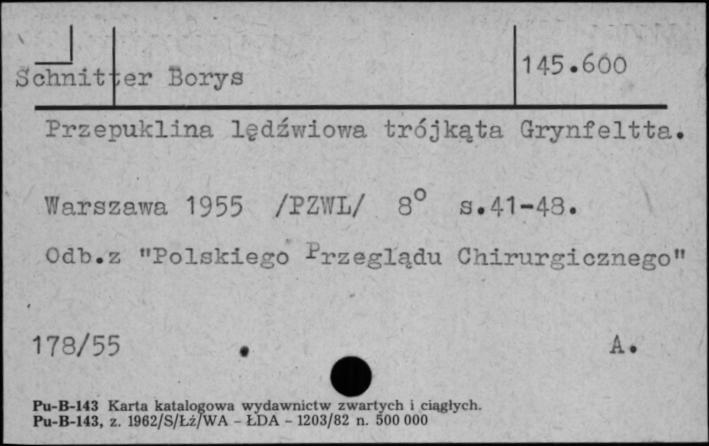 Schnitter Borys
145.600
Przepuklina lędźwiowa trójkąta Grynfeltta.
Warszawa 1955 /PZWL/ 8° s.41-48.
Odb.z "Polskiego Przeglądu Chirurgicznego"
178/55 A.
Pu-B-143 Karta katalogowa wydawnictw zwartych i ciągłych.
Pu-B-143, z. 1962/S/Łż/WA - ŁDA - 1203/82 n. 500 000